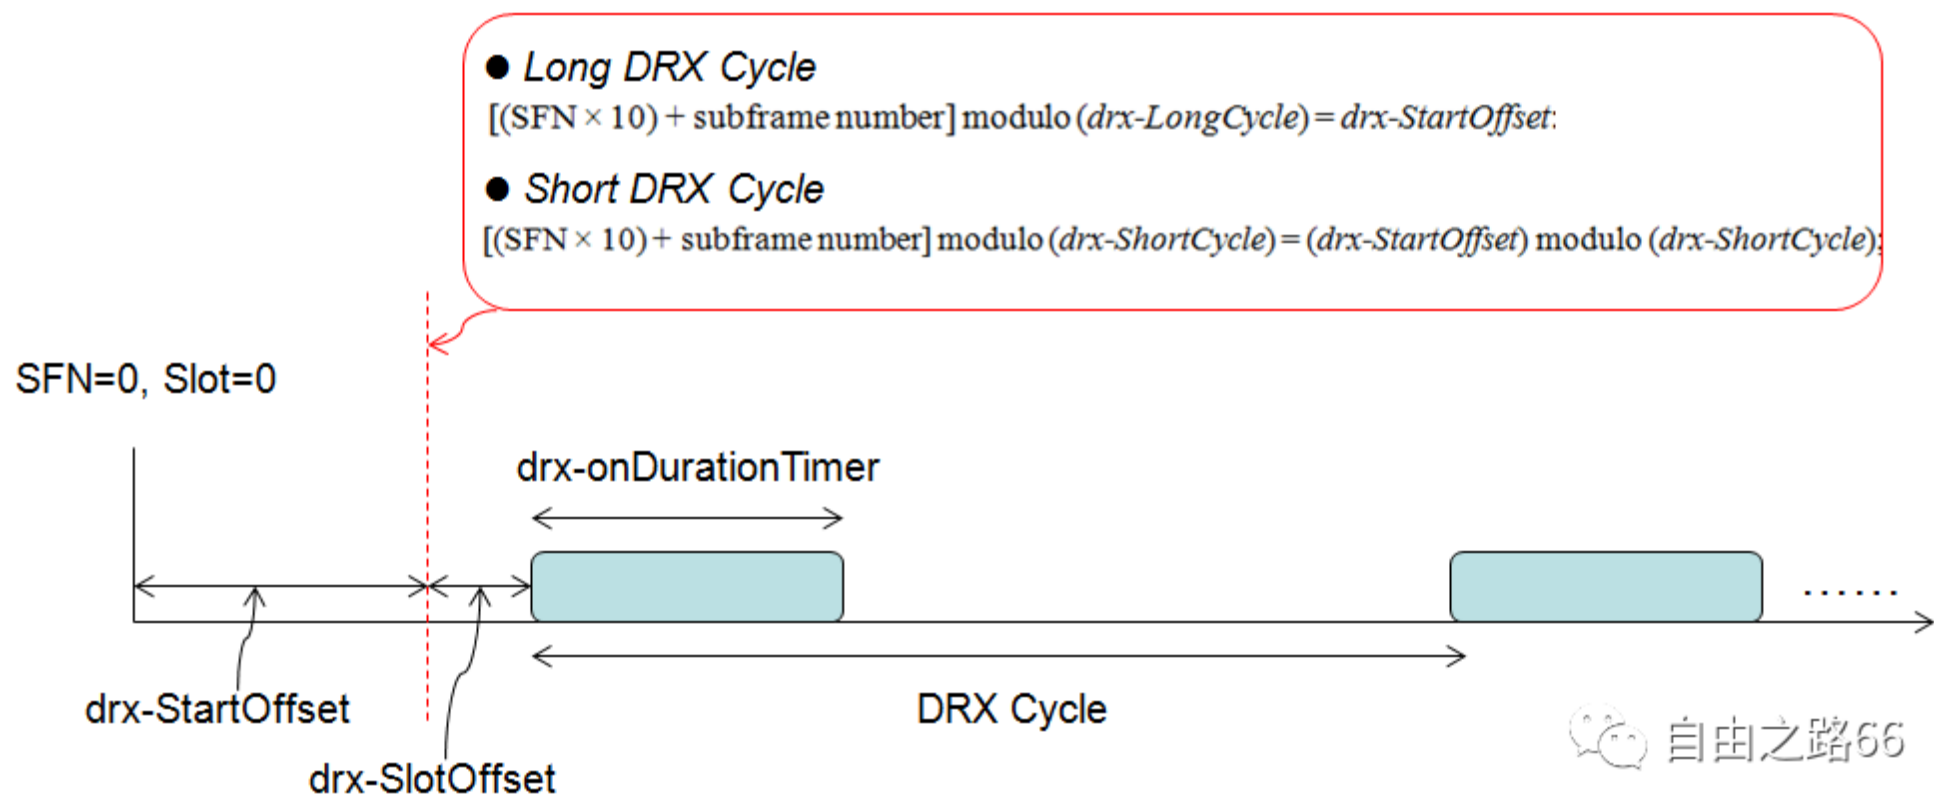 ● Long DRX Cycle
[(SFN × 10) + subframe number] modulo (drx-LongCycle) = drx-StartOffset:
● Short DRX Cycle
[(SFN × 10) + subframe number] modulo (drx-ShortCycle) = (drx-StartOffset) modulo (drx-ShortCycle);
SFN=0, Slot=0
drx-onDurationTimer
......
drx-StartOffset
DRX Cycle
drx-SlotOffset
自由之路66